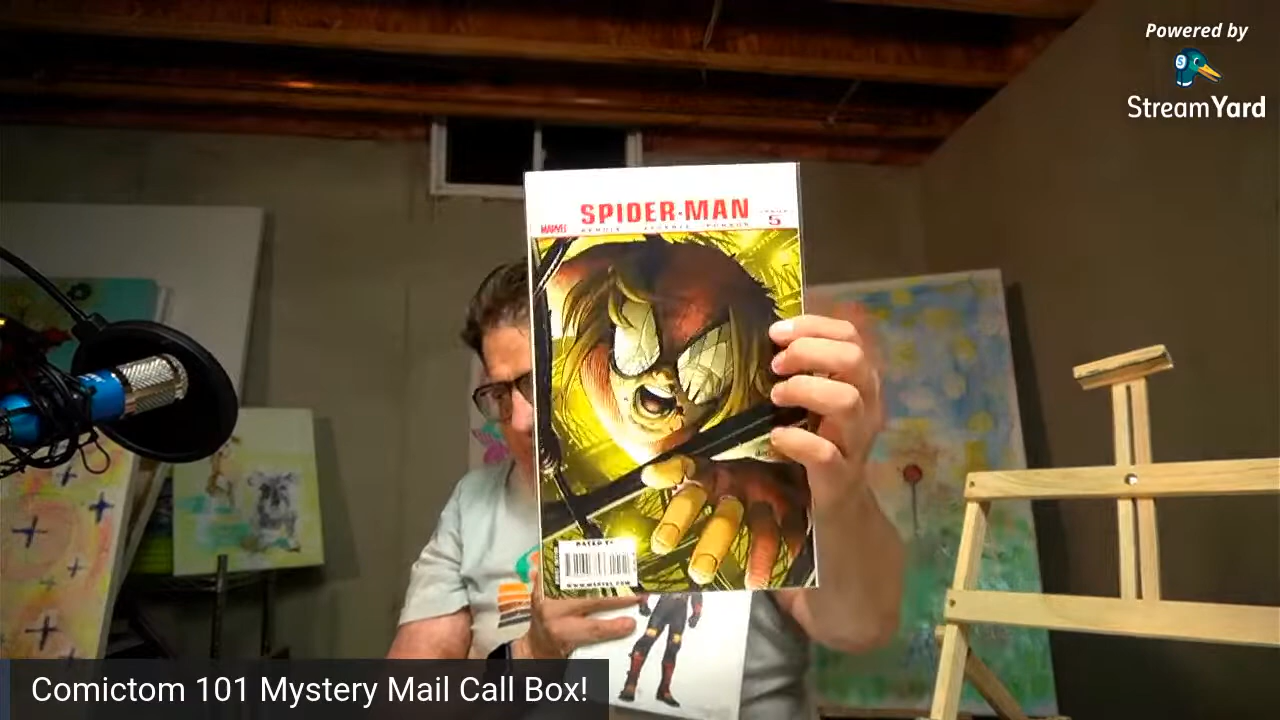 Powered by
StreamYard
SPIDER-MAN
5
MARVEL
RATED T+
WWW.MARVEL.COM
Comictom 101 Mystery Mail Call Box!